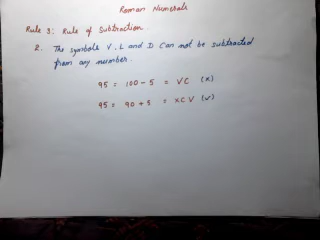 Roman Numerals
Rule 3: Rule of Subtraction.
2. The symbols V, L and D Can not be subtracted
from any number.
95 = 100 - 5 = VC (x)
95 = 90 + 5 = XCV (✓)